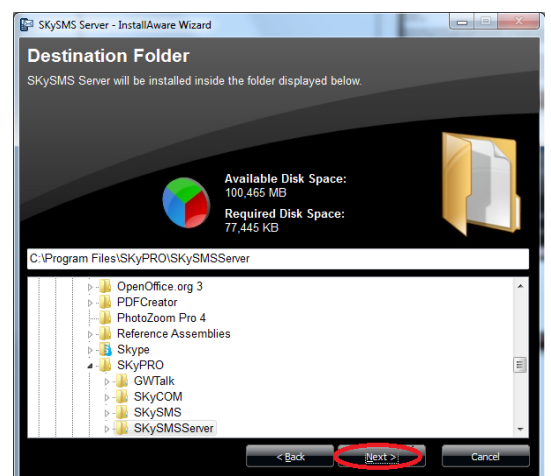 SKySMS Server - InstallAware Wizard
Destination Folder
SKySMS Server will be installed inside the folder displayed below.
Available Disk Space:
100,465 MB
Required Disk Space:
77,445 KB
C:\Program Files\SKyPRO\SKySMSServer
OpenOffice.org 3
PDFCreator
PhotoZoom Pro 4
Reference Assemblies
Skype
SKyPRO
GWTalk
SKyCOM
SKySMS
SKySMSServer
< Back Next > Cancel